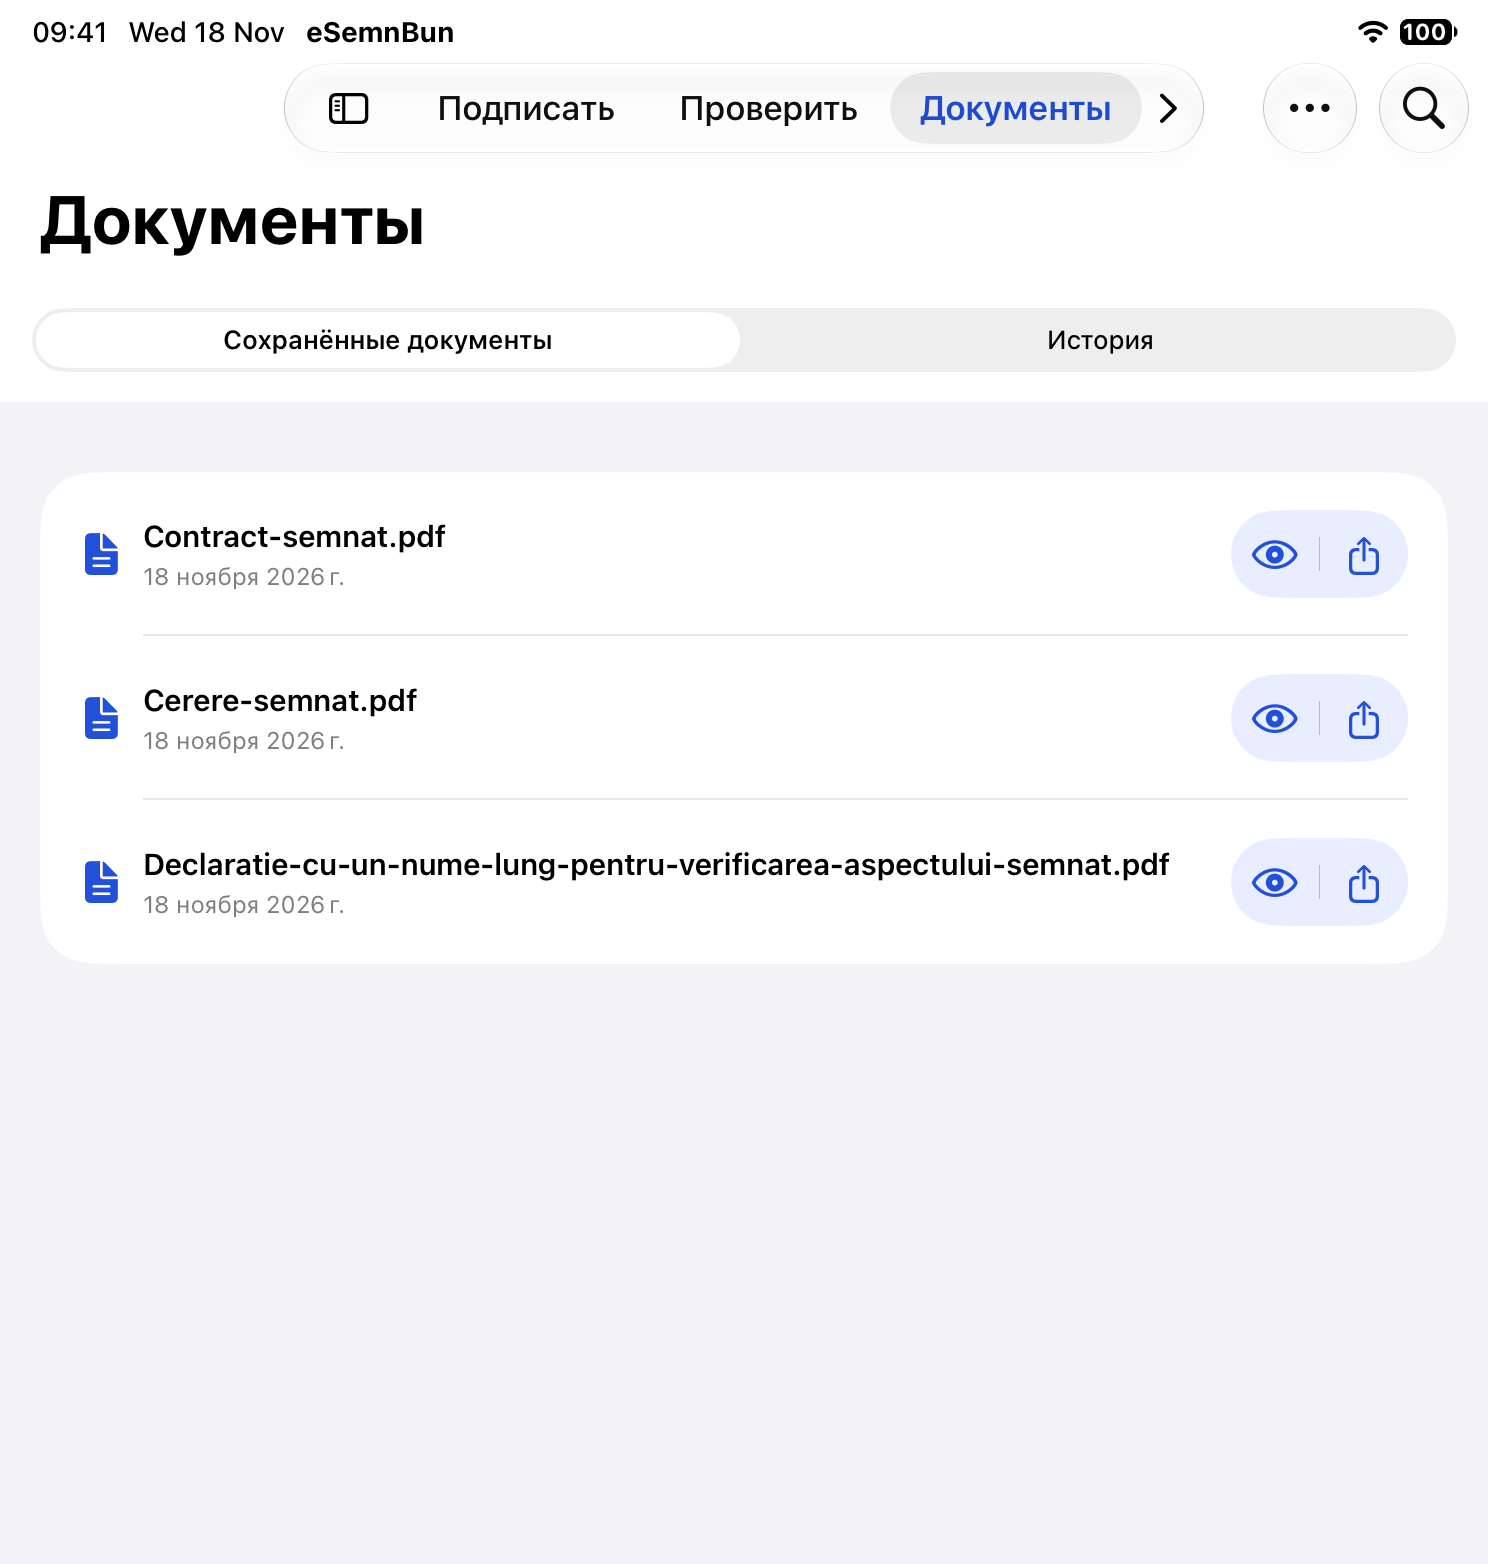 09:41 Wed 18 Nov eSemnBun 100
Подписать Проверить Документы
Документы
Сохранённые документы История
Contract-semnat.pdf
18 ноября 2026 г.
Cerere-semnat.pdf
18 ноября 2026 г.
Declaratie-cu-un-nume-lung-pentru-verificarea-aspectului-semnat.pdf
18 ноября 2026 г.